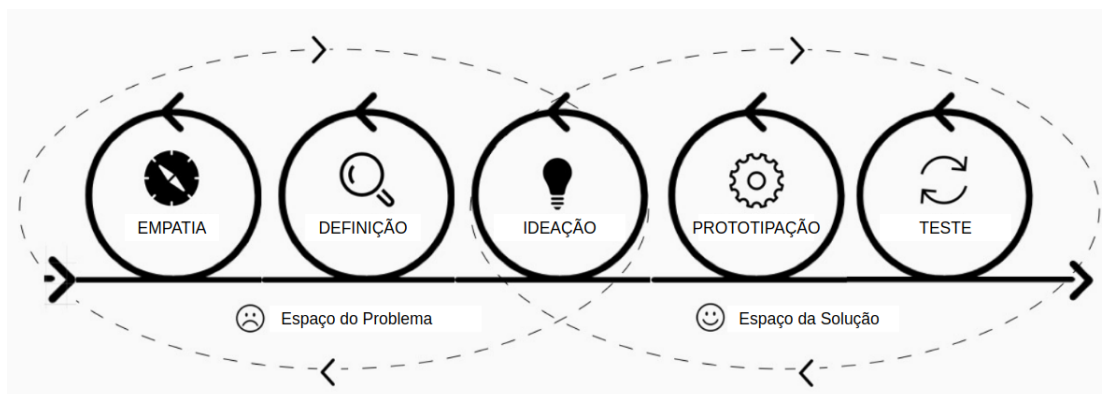 EMPATIA
DEFINIÇÃO
IDEAÇÃO
PROTOTIPAÇÃO
TESTE
Espaço do Problema
Espaço da Solução